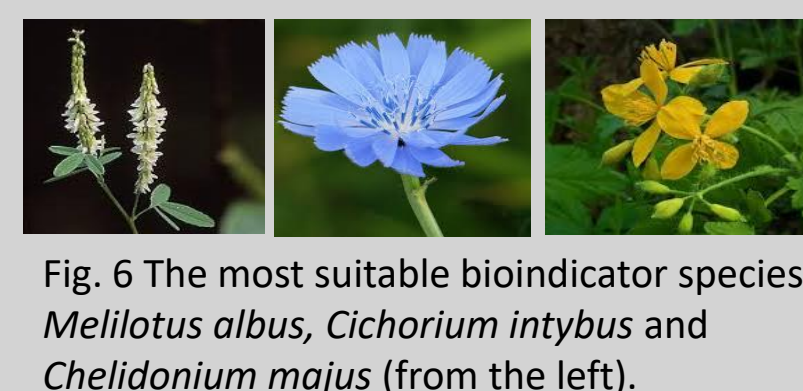 Fig. 6 The most suitable bioindicator species
Melilotus albus, Cichorium intybus and
Chelidonium majus (from the left).